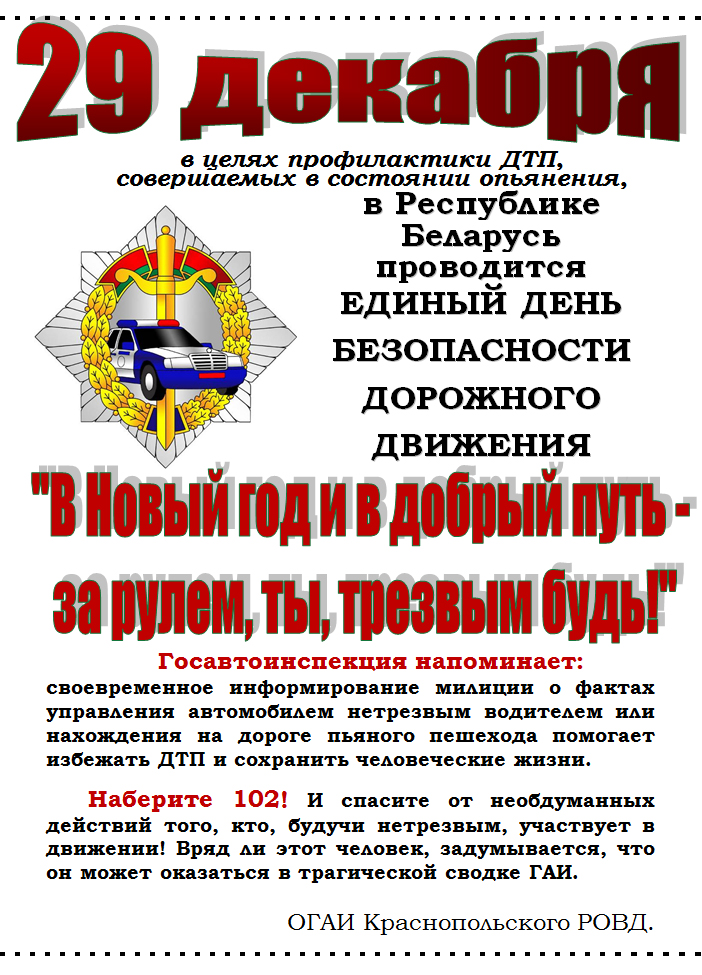 29 декабря
в целях профилактики ДТП,
совершаемых в состоянии опьянения,
в Республике
Беларусь
проводится
ЕДИНЫЙ ДЕНЬ
БЕЗОПАСНОСТИ
ДОРОЖНОГО
ДВИЖЕНИЯ
"В Новый год и в добрый путь -
за рулем, ты, трезвым будь!"
Госавтоинспекция напоминает:
своевременное информирование милиции о фактах
управления автомобилем нетрезвым водителем или
нахождения на дороге пьяного пешехода помогает
избежать ДТП и сохранить человеческие жизни.
Наберите 102! И спасите от необдуманных
действий того, кто, будучи нетрезвым, участвует в
движении! Вряд ли этот человек, задумывается, что
он может оказаться в трагической сводке ГАИ.
ОГАИ Краснопольского РОВД.